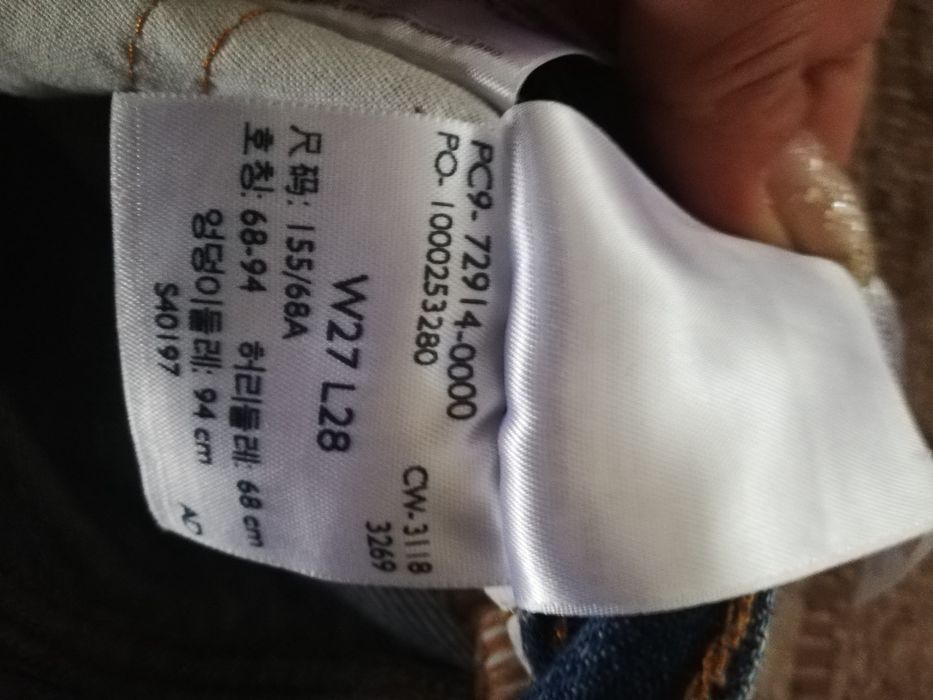 PC9- 72914-0000
PO- 1000253280
CW-3118
3269
W27 L28
尺码: 155/68A
호칭: 68-94 허리둘레: 68 cm
엉덩이둘레: 94 cm
S40197